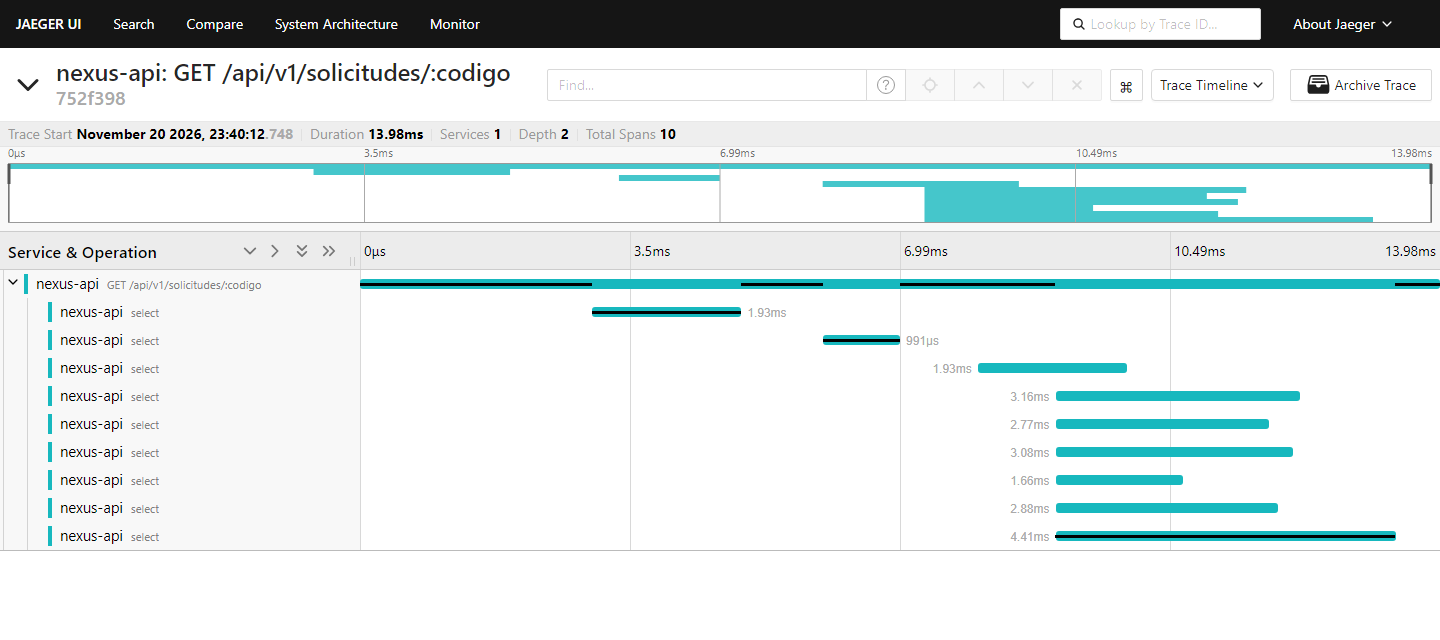 JAEGER UI Search Compare System Architecture Monitor Lookup by Trace ID... About Jaeger
nexus-api: GET /api/v1/solicitudes/:codigo
752f398
Find... ? ⌘ Trace Timeline Archive Trace
Trace Start November 20 2026, 23:40:12.748 Duration 13.98ms Services 1 Depth 2 Total Spans 10
0μs 3.5ms 6.99ms 10.49ms 13.98ms
Service & Operation 0μs 3.5ms 6.99ms 10.49ms 13.98ms
nexus-api GET /api/v1/solicitudes/:codigo
nexus-api select 1.93ms
nexus-api select 991μs
nexus-api select 1.93ms
nexus-api select 3.16ms
nexus-api select 2.77ms
nexus-api select 3.08ms
nexus-api select 1.66ms
nexus-api select 2.88ms
nexus-api select 4.41ms